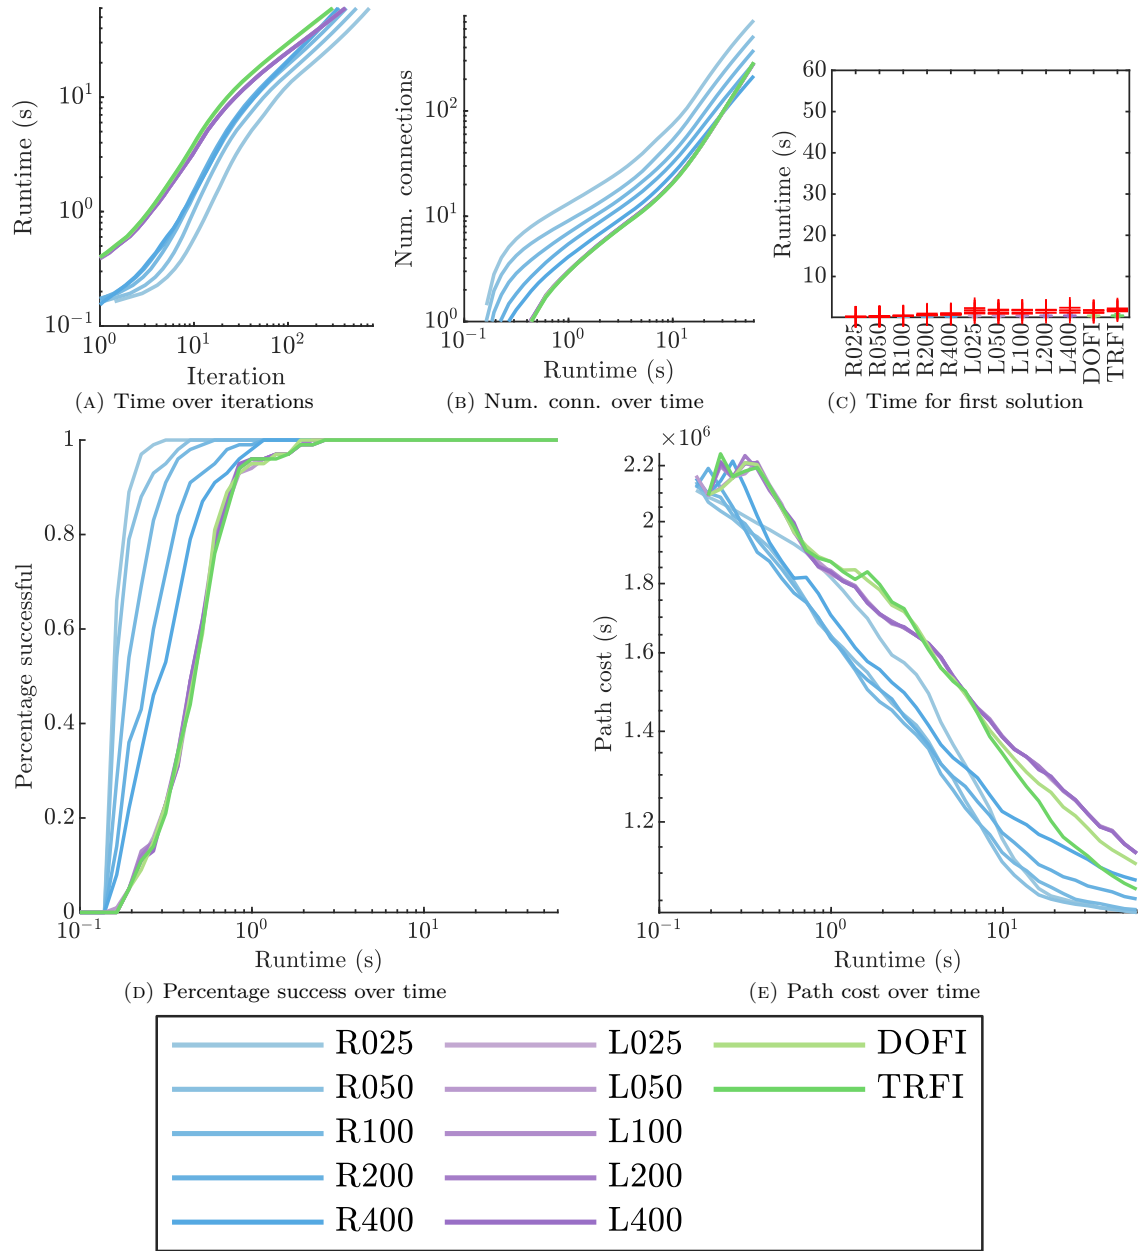 Runtime (s)
10^1
10^0
10^-1
10^0
10^1
10^2
Iteration
(A) Time over iterations
Num. connections
10^2
10^1
10^0
10^-1
10^0
10^1
Runtime (s)
(B) Num. conn. over time
Runtime (s)
60
50
40
30
20
10
R025
R050
R100
R200
R400
L025
L050
L100
L200
L400
DOFI
TRFI
(C) Time for first solution
Percentage successful
1
0.8
0.6
0.4
0.2
0
10^-1
10^0
10^1
Runtime (s)
(D) Percentage success over time
×10^6
Path cost (s)
2.2
2
1.8
1.6
1.4
1.2
10^-1
10^0
10^1
Runtime (s)
(E) Path cost over time
R025 L025 DOFI
R050 L050 TRFI
R100 L100
R200 L200
R400 L400